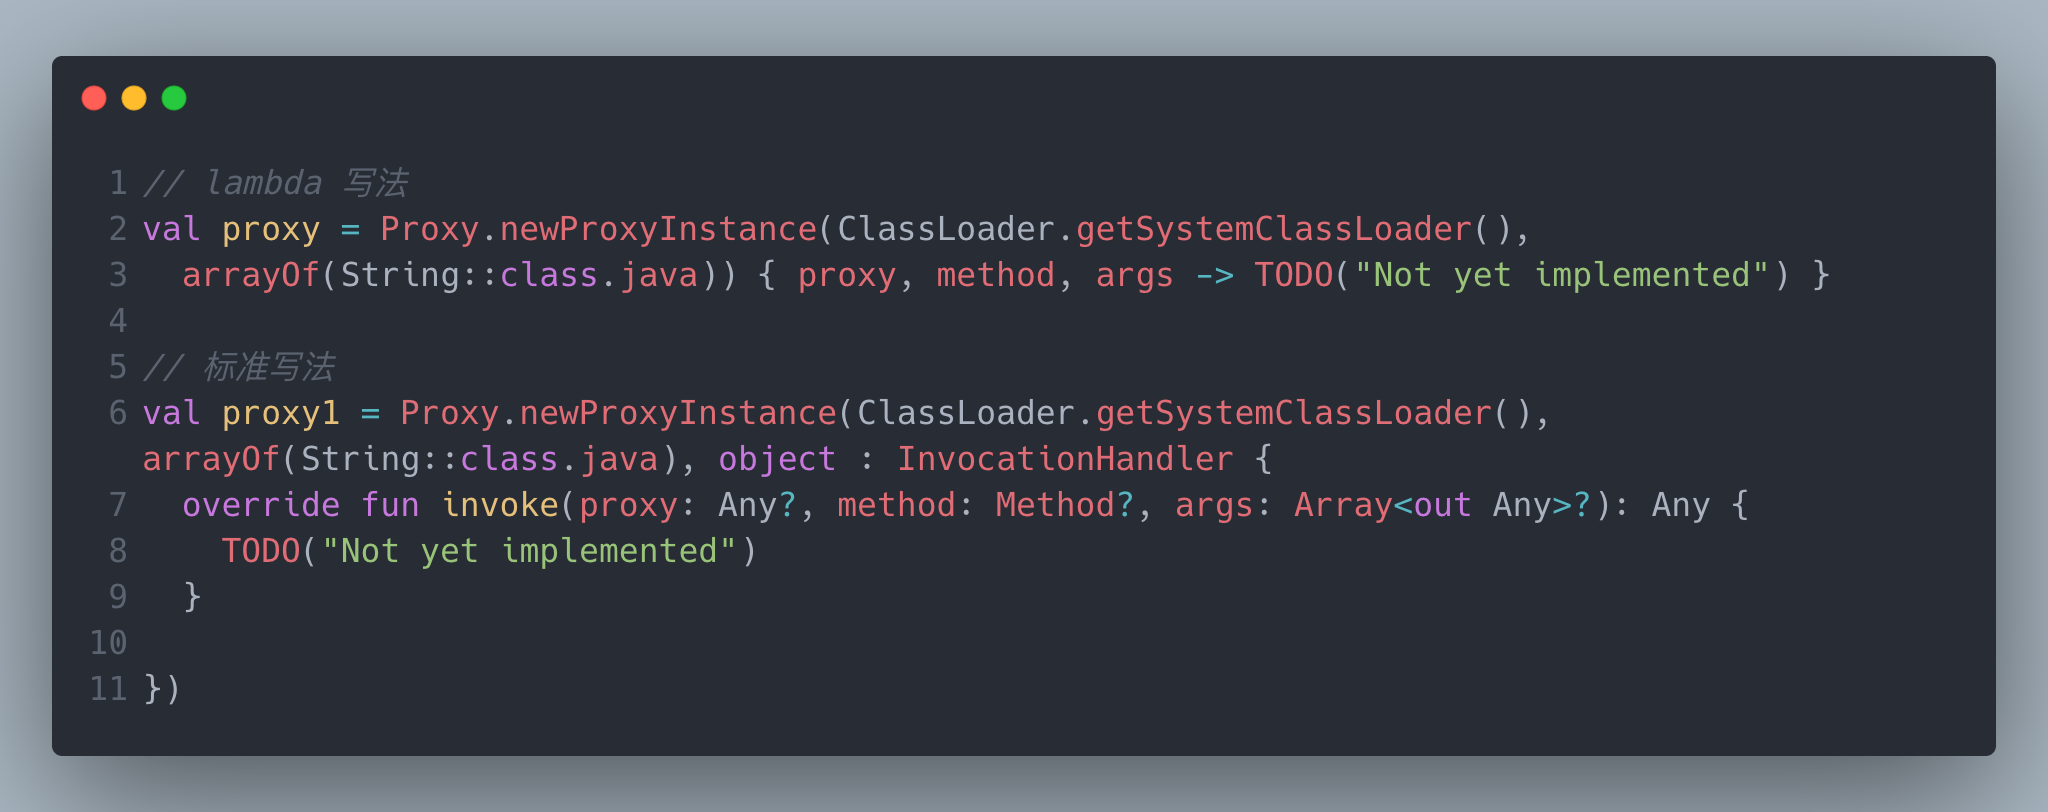 1 // lambda 写法
2 val proxy = Proxy.newProxyInstance(ClassLoader.getSystemClassLoader(),
3   arrayOf(String::class.java)) { proxy, method, args -> TODO("Not yet implemented") }
4
5 // 标准写法
6 val proxy1 = Proxy.newProxyInstance(ClassLoader.getSystemClassLoader(),
arrayOf(String::class.java), object : InvocationHandler {
7   override fun invoke(proxy: Any?, method: Method?, args: Array<out Any>?): Any {
8     TODO("Not yet implemented")
9   }
10
11 })